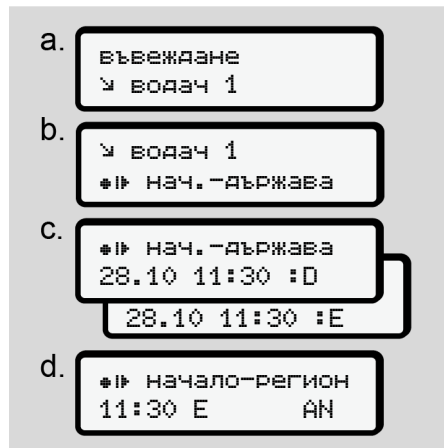 a.
въвеждане
↘ водач 1
b.
↘ водач 1
●I▶ нач.-държава
c.
●I▶ нач.-държава
28.10 11:30 :D
28.10 11:30 :E
d.
●I▶ начало-регион
11:30 E AN